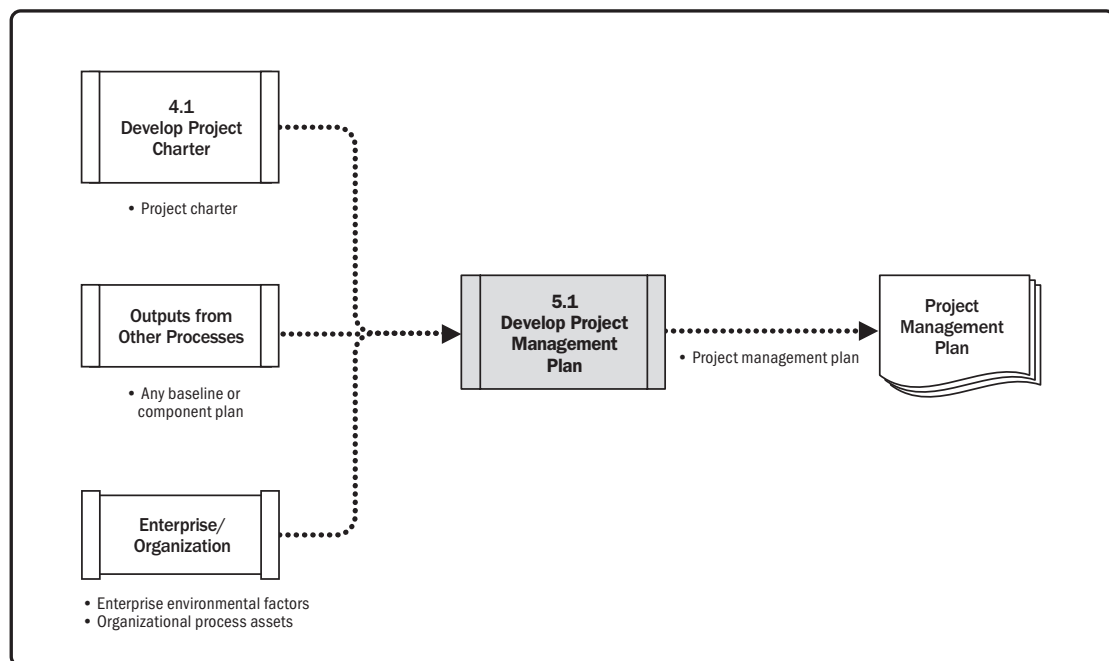 4.1
Develop Project
Charter
• Project charter
Outputs from
Other Processes
• Any baseline or
component plan
Enterprise/
Organization
• Enterprise environmental factors
• Organizational process assets
5.1
Develop Project
Management
Plan
• Project management plan
Project
Management
Plan